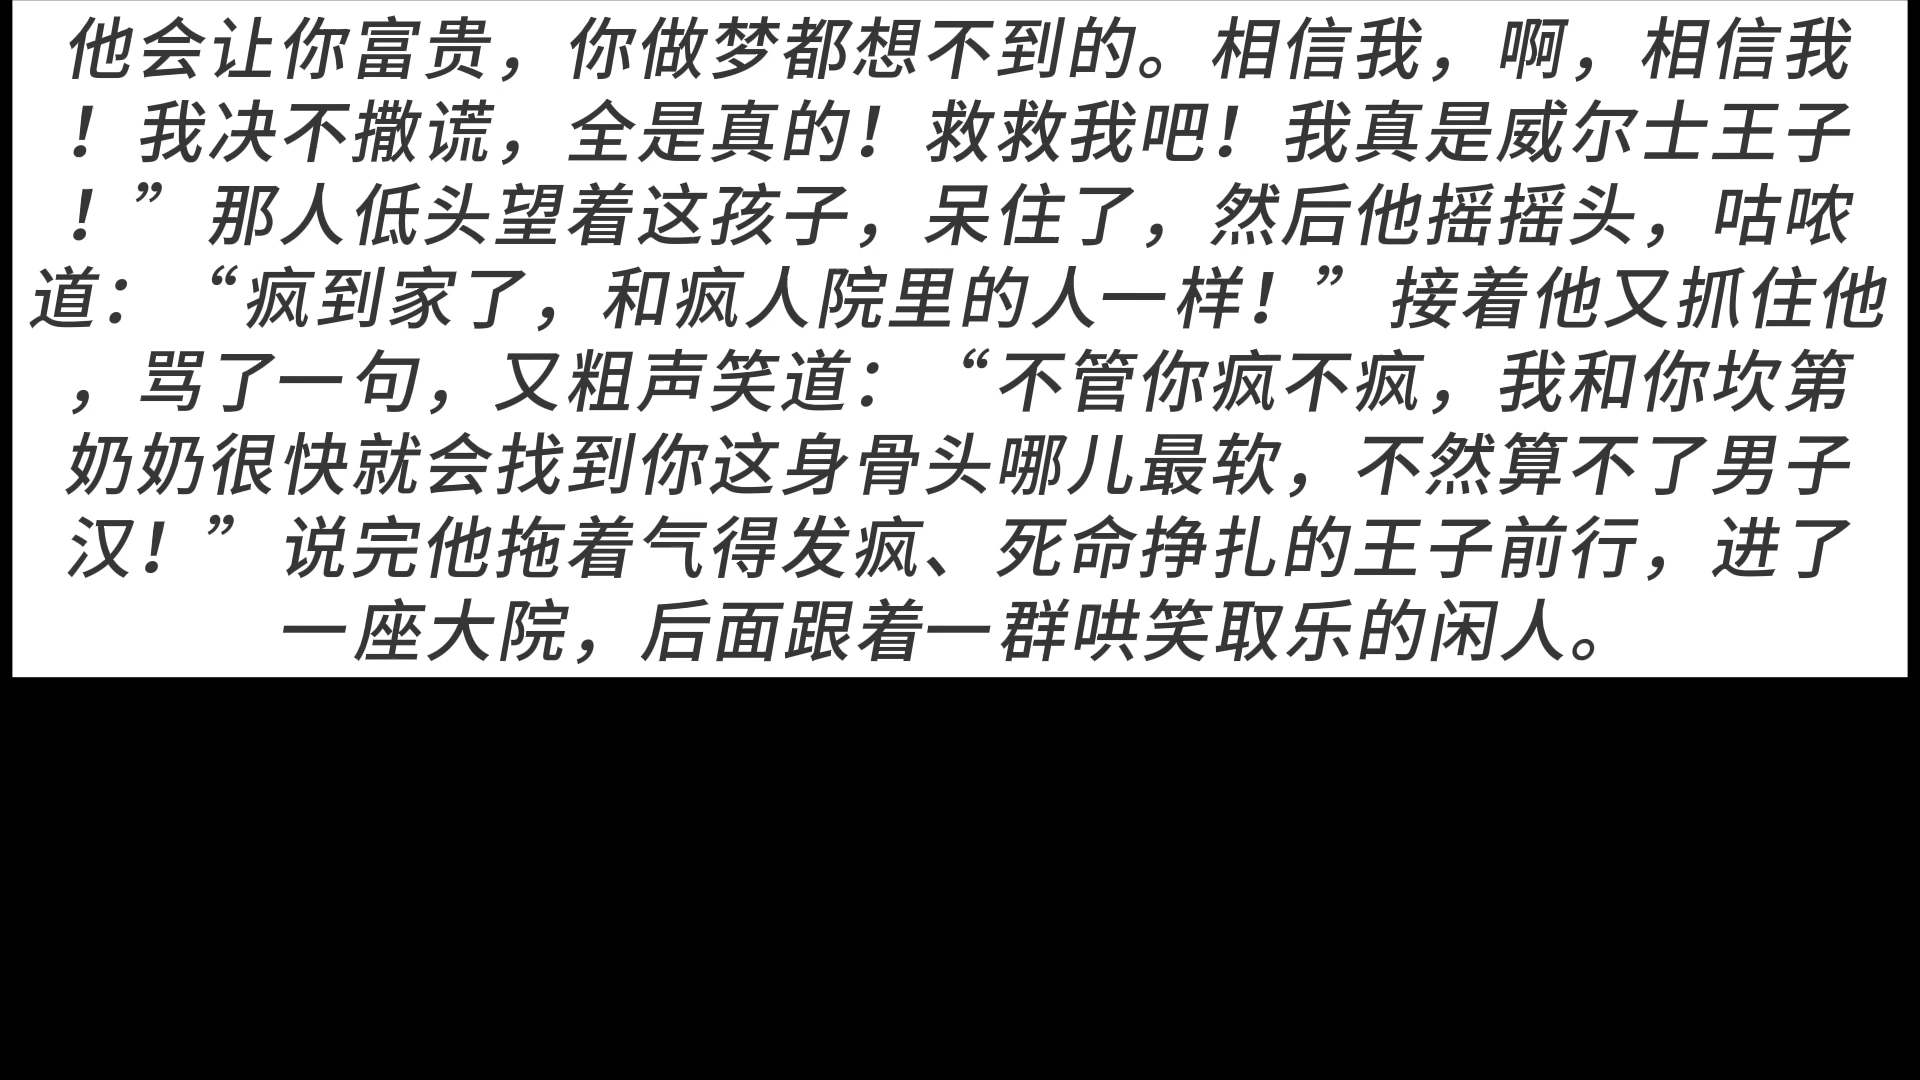 他会让你富贵，你做梦都想不到的。相信我，啊，相信我
！我决不撒谎，全是真的！救救我吧！我真是威尔士王子
！”那人低头望着这孩子，呆住了，然后他摇摇头，咕哝
道：“疯到家了，和疯人院里的人一样！”接着他又抓住他
，骂了一句，又粗声笑道：“不管你疯不疯，我和你坎第
奶奶很快就会找到你这身骨头哪儿最软，不然算不了男子
汉！”说完他拖着气得发疯、死命挣扎的王子前行，进了
一座大院，后面跟着一群哄笑取乐的闲人。